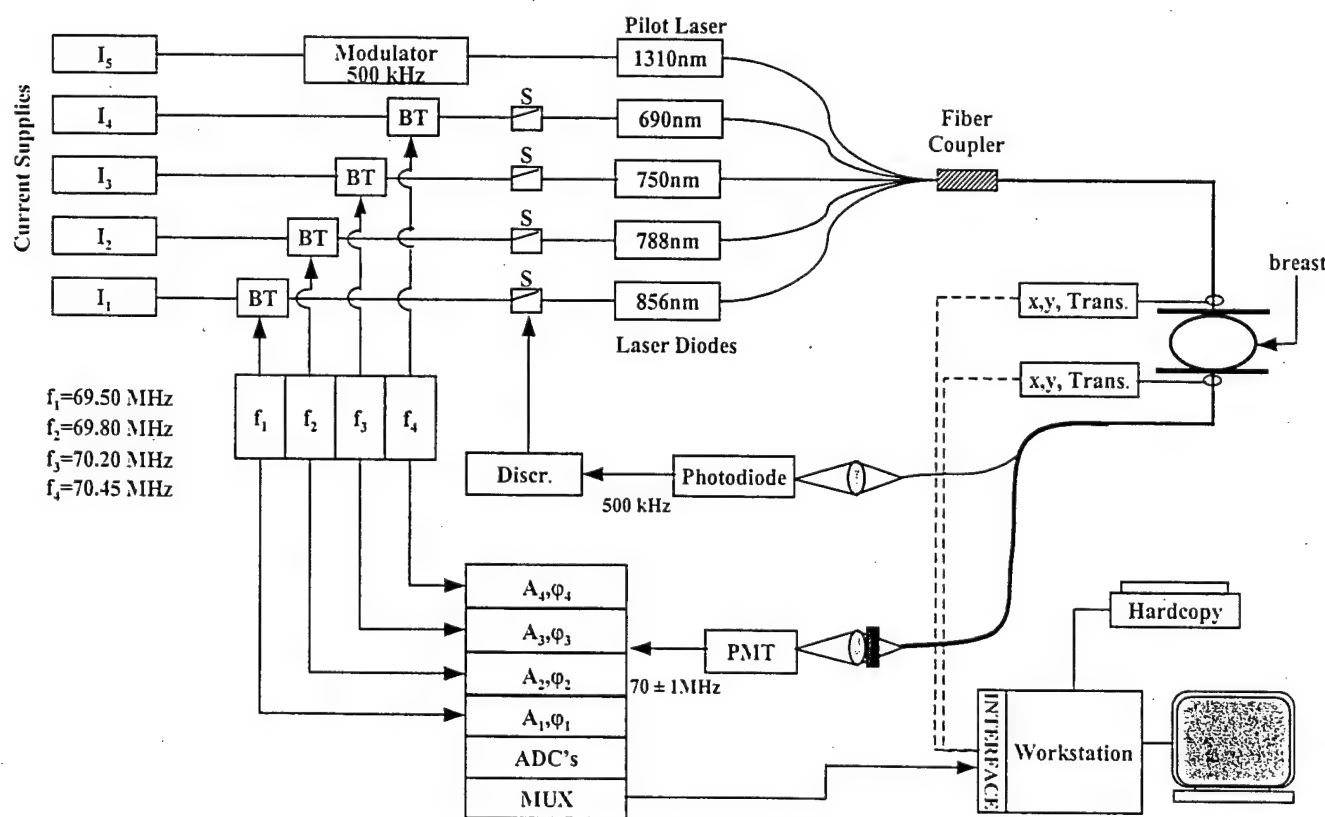 Current Supplies
Pilot Laser
I₅
Modulator
500 kHz
1310nm
I₄
BT
S
690nm
Fiber
Coupler
I₃
BT
S
750nm
I₂
BT
S
788nm
I₁
BT
S
856nm
Laser Diodes
breast
x,y, Trans.
x,y, Trans.
f₁=69.50 MHz
f₂=69.80 MHz
f₃=70.20 MHz
f₄=70.45 MHz
f₁
f₂
f₃
f₄
Discr.
500 kHz
Photodiode
A₄,φ₄
A₃,φ₃
A₂,φ₂
A₁,φ₁
ADC's
MUX
70 ± 1MHz
PMT
Hardcopy
INTERFACE
Workstation